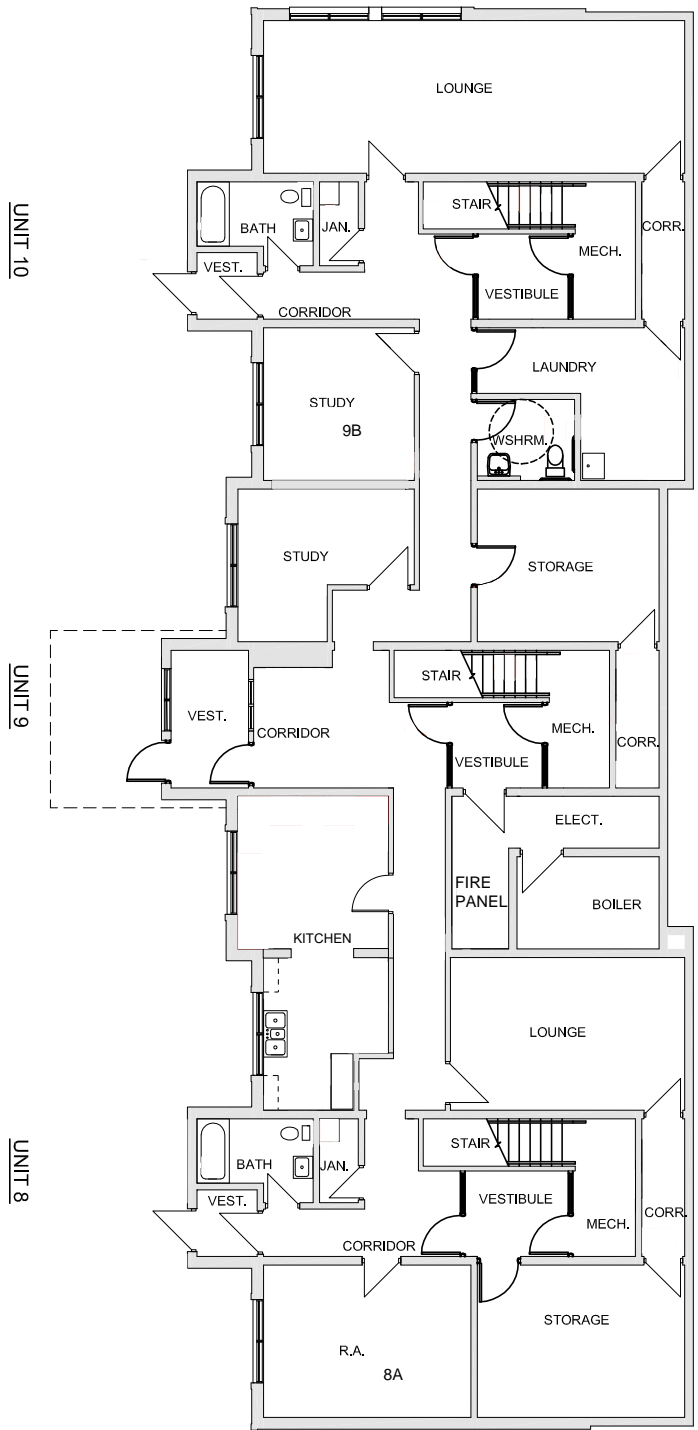 LOUNGE
STAIR
BATH
JAN.
CORR.
MECH.
VEST.
VESTIBULE
CORRIDOR
UNIT 10
LAUNDRY
STUDY
9B
WSHRM.
STUDY
STORAGE
STAIR
UNIT 9
VEST.
MECH.
CORRIDOR
CORR.
VESTIBULE
ELECT.
FIRE
PANEL
BOILER
KITCHEN
LOUNGE
STAIR
UNIT 8
BATH
JAN.
VEST.
VESTIBULE
CORR.
MECH.
CORRIDOR
STORAGE
R.A.
8A